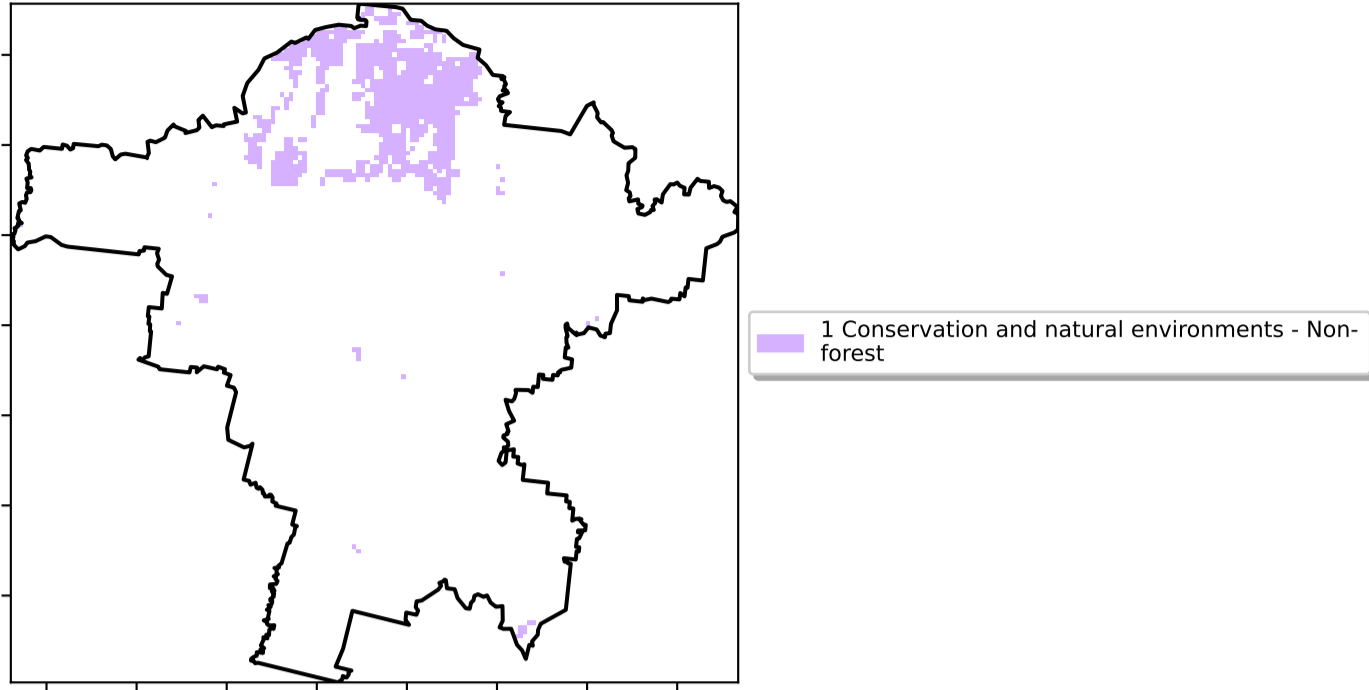 1 Conservation and natural environments - Non-
forest